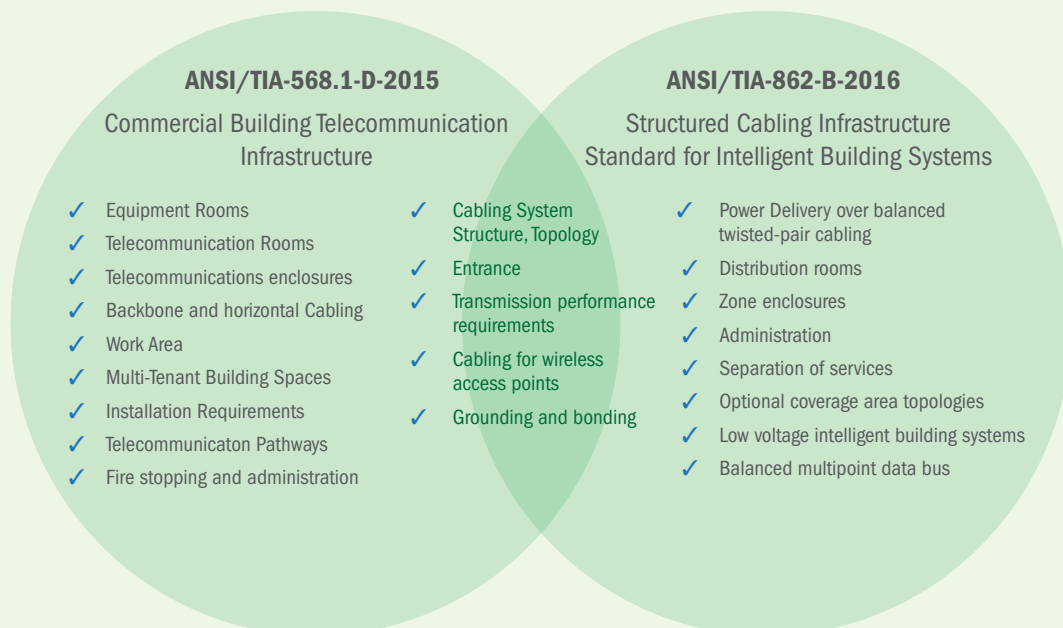 ANSI/TIA-568.1-D-2015
Commercial Building Telecommunication
Infrastructure
✓ Equipment Rooms
✓ Telecommunication Rooms
✓ Telecommunications enclosures
✓ Backbone and horizontal Cabling
✓ Work Area
✓ Multi-Tenant Building Spaces
✓ Installation Requirements
✓ Telecommunicaton Pathways
✓ Fire stopping and administration
✓ Cabling System
Structure, Topology
✓ Entrance
✓ Transmission performance
requirements
✓ Cabling for wireless
access points
✓ Grounding and bonding
ANSI/TIA-862-B-2016
Structured Cabling Infrastructure
Standard for Intelligent Building Systems
✓ Power Delivery over balanced
twisted-pair cabling
✓ Distribution rooms
✓ Zone enclosures
✓ Administration
✓ Separation of services
✓ Optional coverage area topologies
✓ Low voltage intelligent building systems
✓ Balanced multipoint data bus